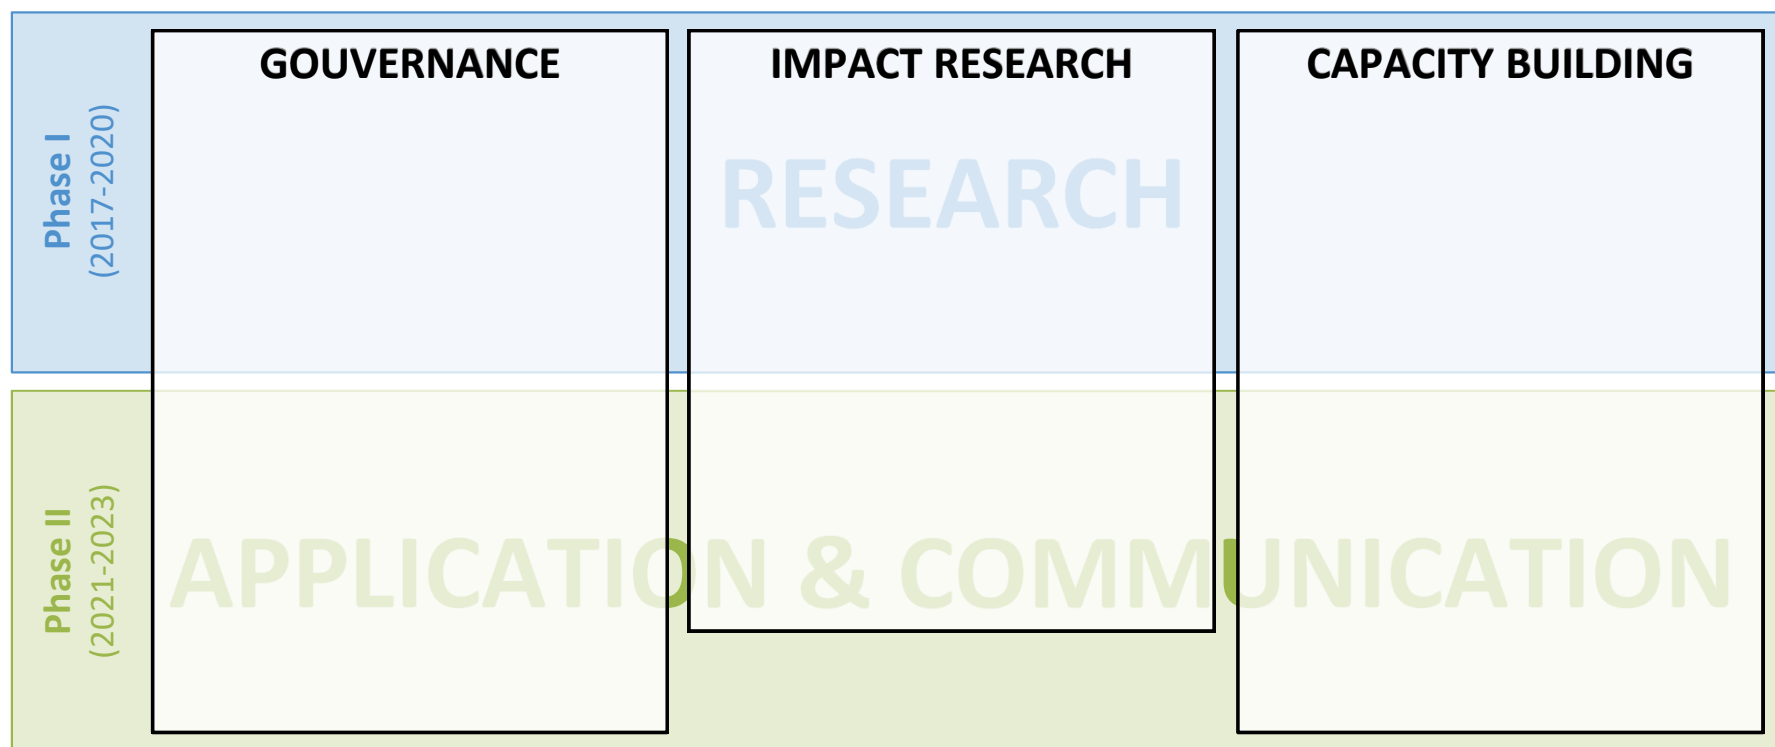 GOUVERNANCE
IMPACT RESEARCH
CAPACITY BUILDING
Phase I
(2017-2020)
RESEARCH
Phase II
(2021-2023)
APPLICATION & COMMUNICATION